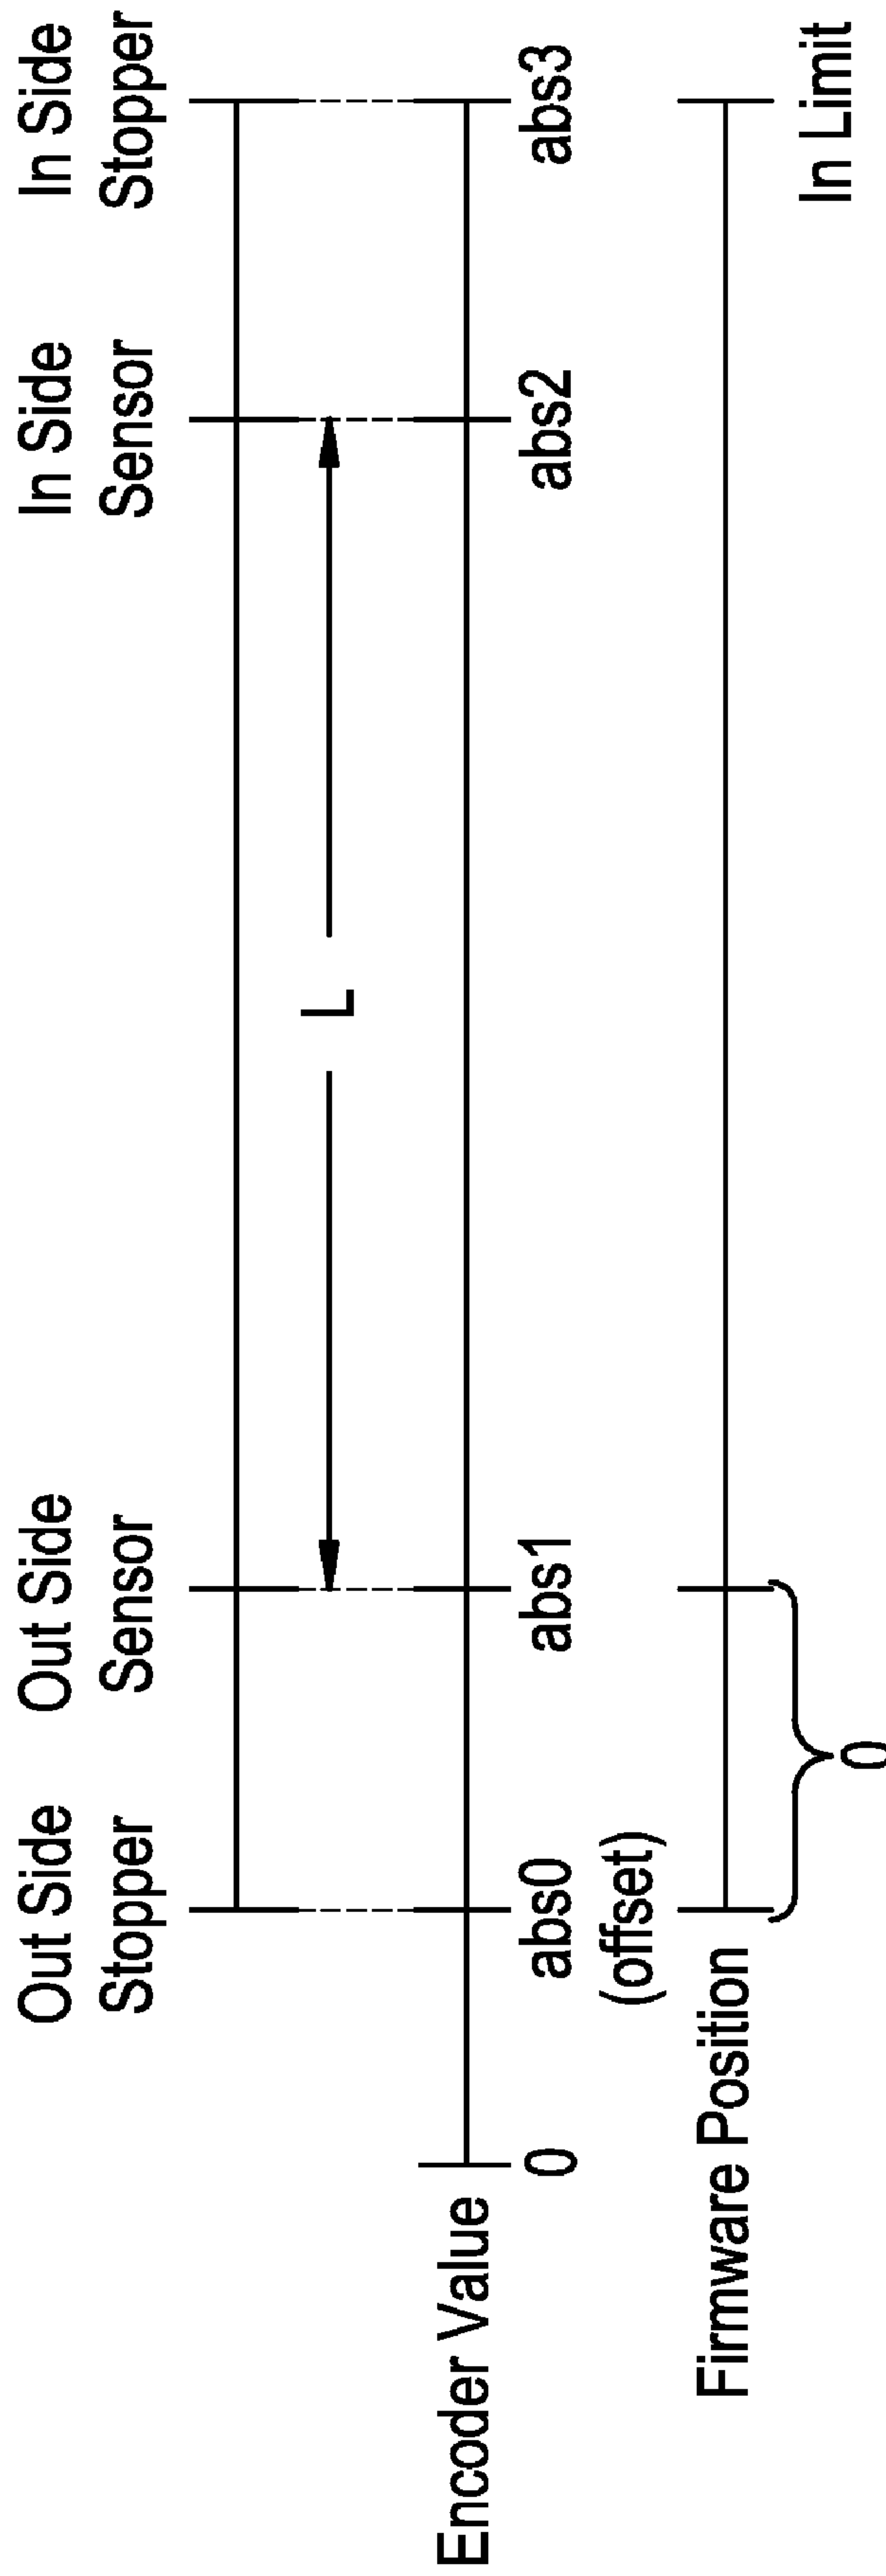 Out Side
Stopper
Out Side
Sensor
In Side
Sensor
In Side
Stopper
L
Encoder Value
0
abs0
(offset)
abs1
abs2
abs3
Firmware Position
0
In Limit